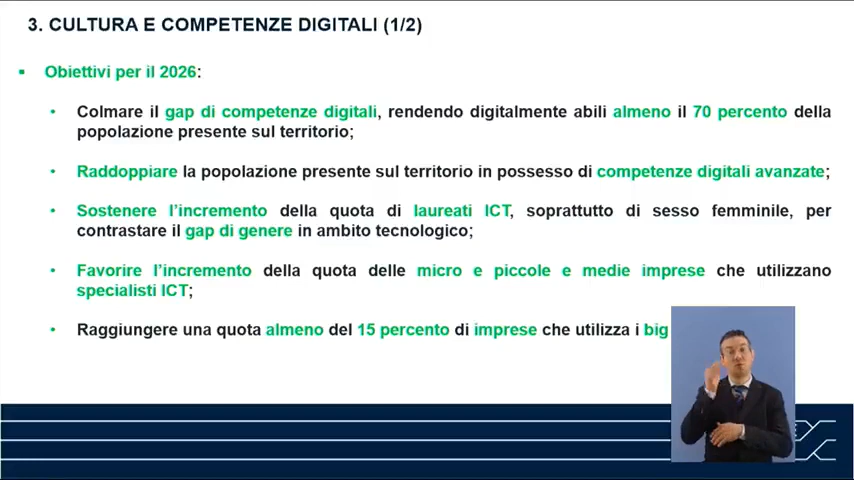 3. CULTURA E COMPETENZE DIGITALI (1/2)
Obiettivi per il 2026:
Colmare il gap di competenze digitali, rendendo digitalmente abili almeno il 70 percento della
popolazione presente sul territorio;
Raddoppiare la popolazione presente sul territorio in possesso di competenze digitali avanzate;
Sostenere l'incremento della quota di laureati ICT, soprattutto di sesso femminile, per
contrastare il gap di genere in ambito tecnologico;
Favorire l'incremento della quota delle micro e piccole e medie imprese che utilizzano
specialisti ICT;
Raggiungere una quota almeno del 15 percento di imprese che utilizza i big